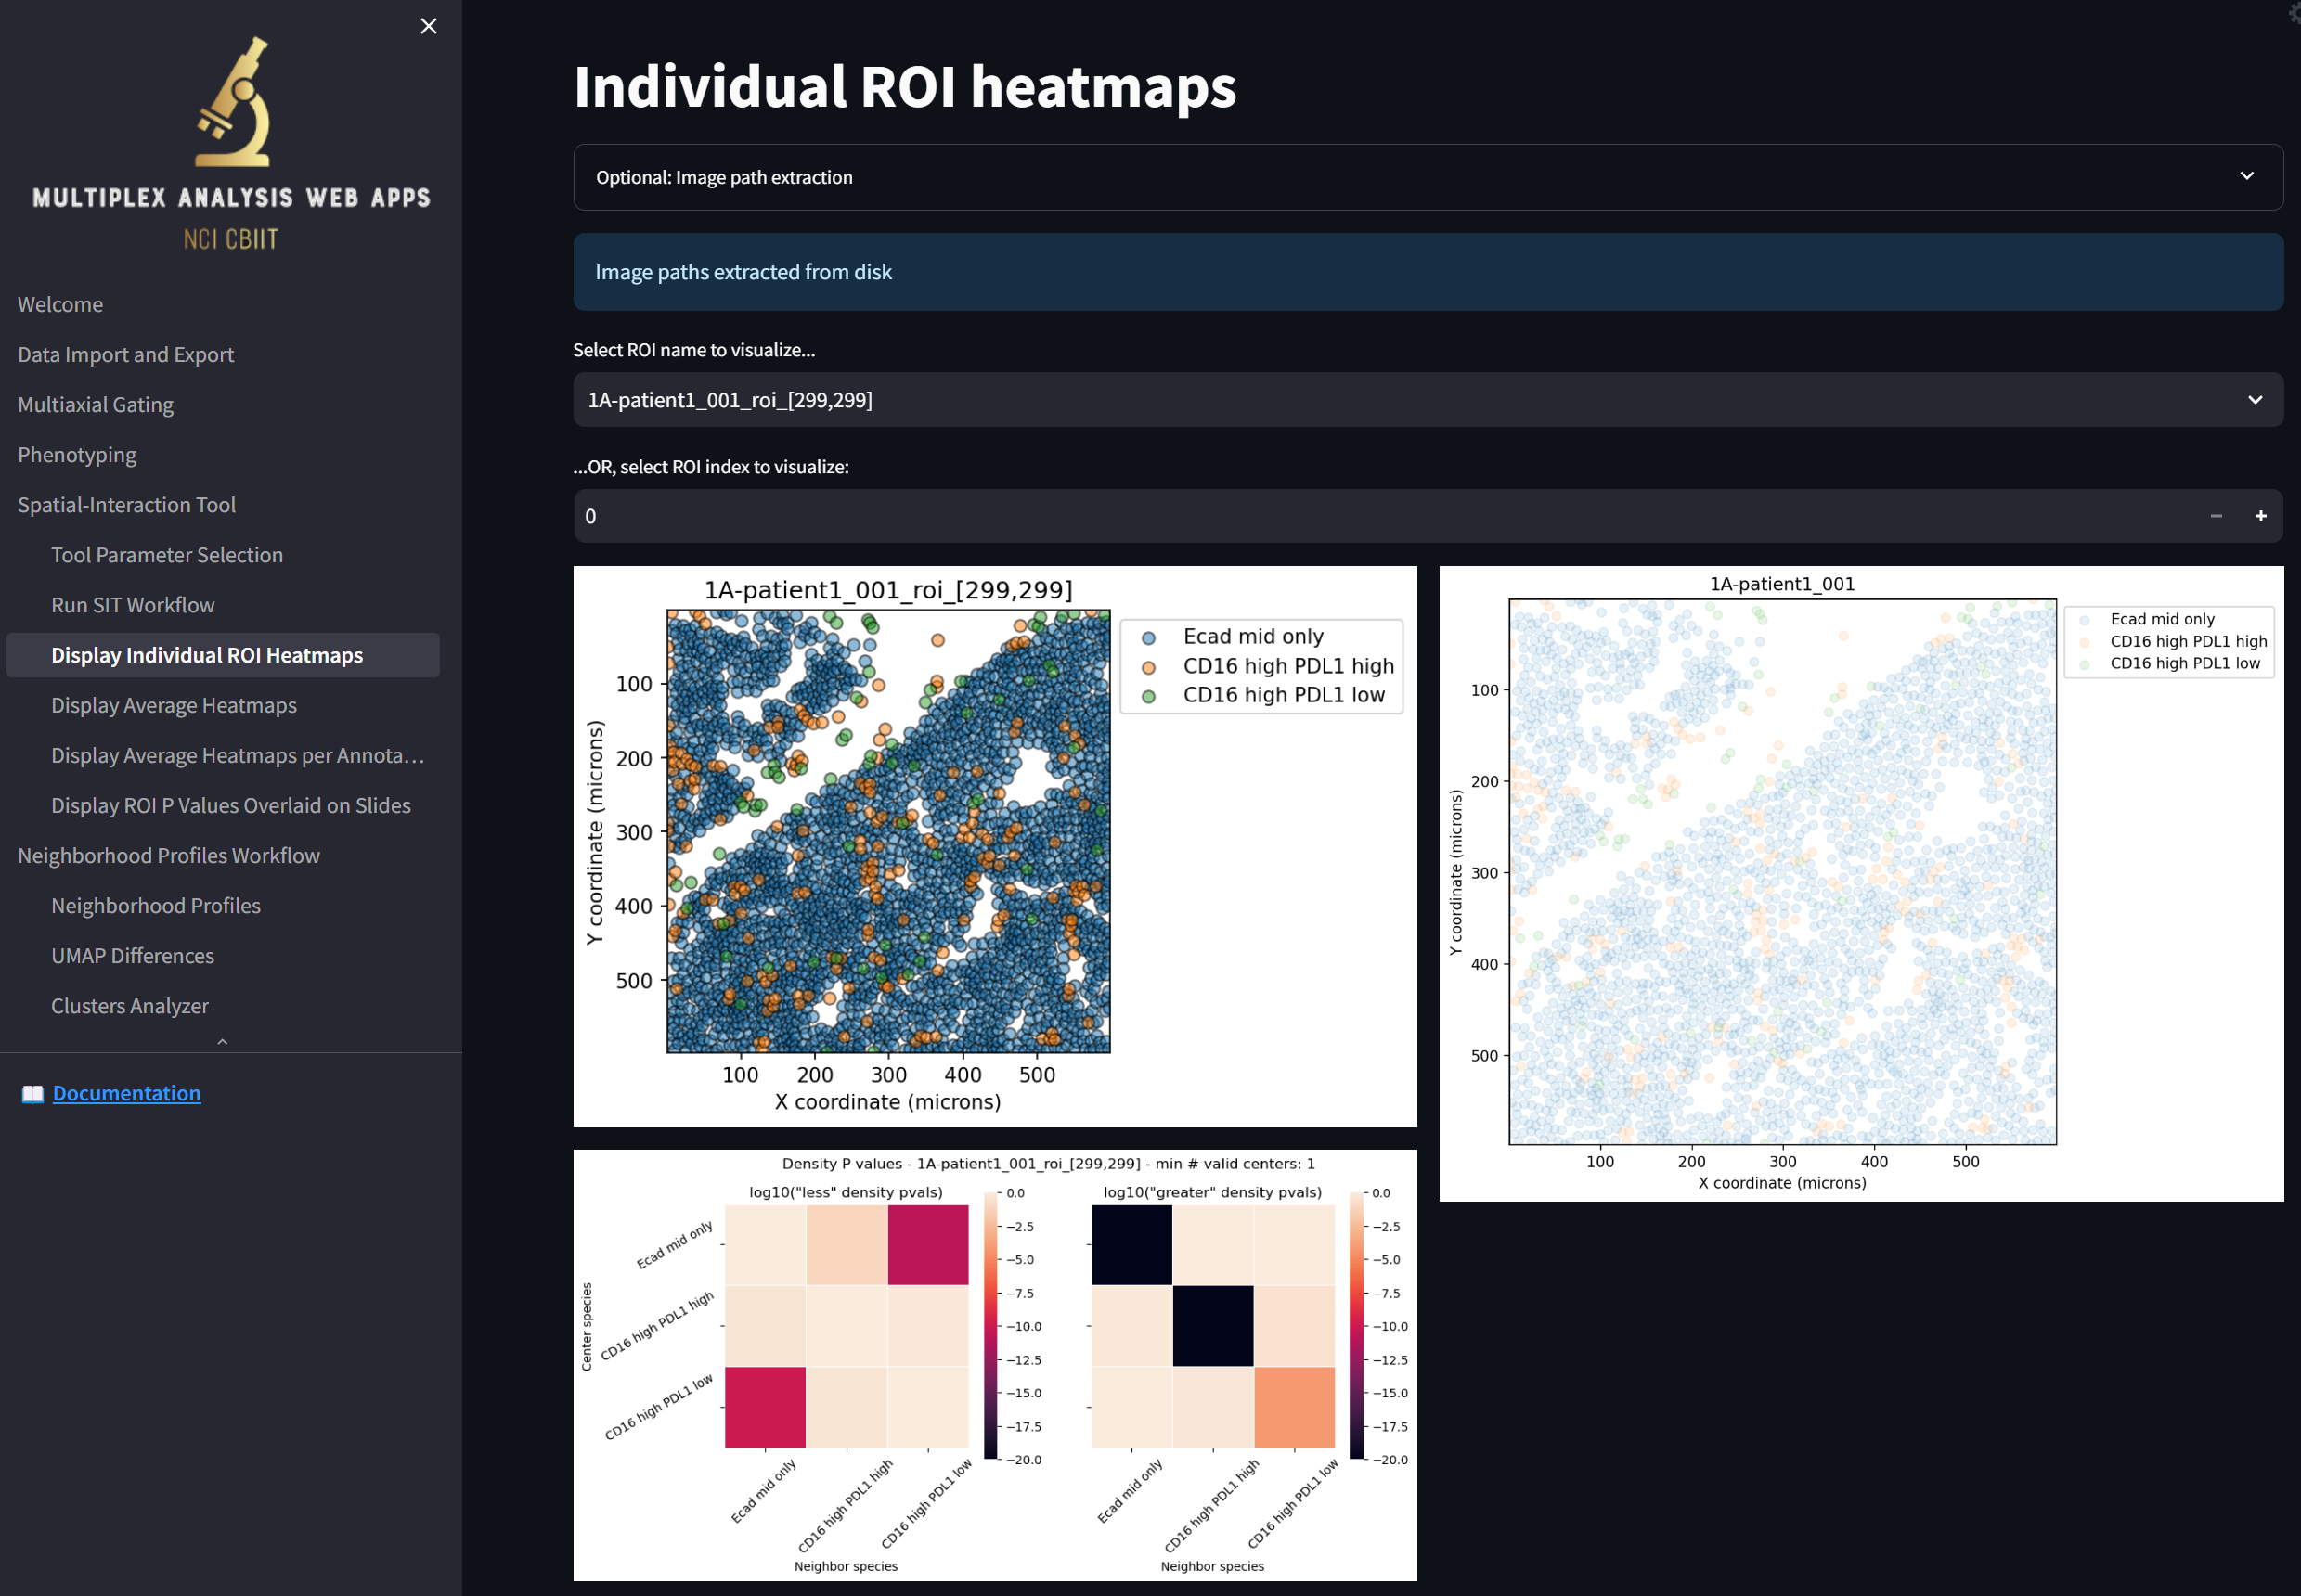 MULTIPLEX ANALYSIS WEB APPS
NCI CBIIT
Welcome
Data Import and Export
Multiaxial Gating
Phenotyping
Spatial-Interaction Tool
Tool Parameter Selection
Run SIT Workflow
Display Individual ROI Heatmaps
Display Average Heatmaps
Display Average Heatmaps per Annota…
Display ROI P Values Overlaid on Slides
Neighborhood Profiles Workflow
Neighborhood Profiles
UMAP Differences
Clusters Analyzer
Documentation
Individual ROI heatmaps
Optional: Image path extraction
Image paths extracted from disk
Select ROI name to visualize...
1A-patient1_001_roi_[299,299]
...OR, select ROI index to visualize:
0
1A-patient1_001_roi_[299,299]
Ecad mid only
CD16 high PDL1 high
CD16 high PDL1 low
Y coordinate (microns)
100
200
300
400
500
100 200 300 400 500
X coordinate (microns)
1A-patient1_001
Ecad mid only
CD16 high PDL1 high
CD16 high PDL1 low
Y coordinate (microns)
100
200
300
400
500
100 200 300 400 500
X coordinate (microns)
Density P values - 1A-patient1_001_roi_[299,299] - min # valid centers: 1
log10("less" density pvals)
Center species
Ecad mid only
CD16 high PDL1 high
CD16 high PDL1 low
0.0
−2.5
−5.0
−7.5
−10.0
−12.5
−15.0
−17.5
−20.0
Ecad mid only
CD16 high PDL1 high
CD16 high PDL1 low
Neighbor species
log10("greater" density pvals)
0.0
−2.5
−5.0
−7.5
−10.0
−12.5
−15.0
−17.5
−20.0
Ecad mid only
CD16 high PDL1 high
CD16 high PDL1 low
Neighbor species